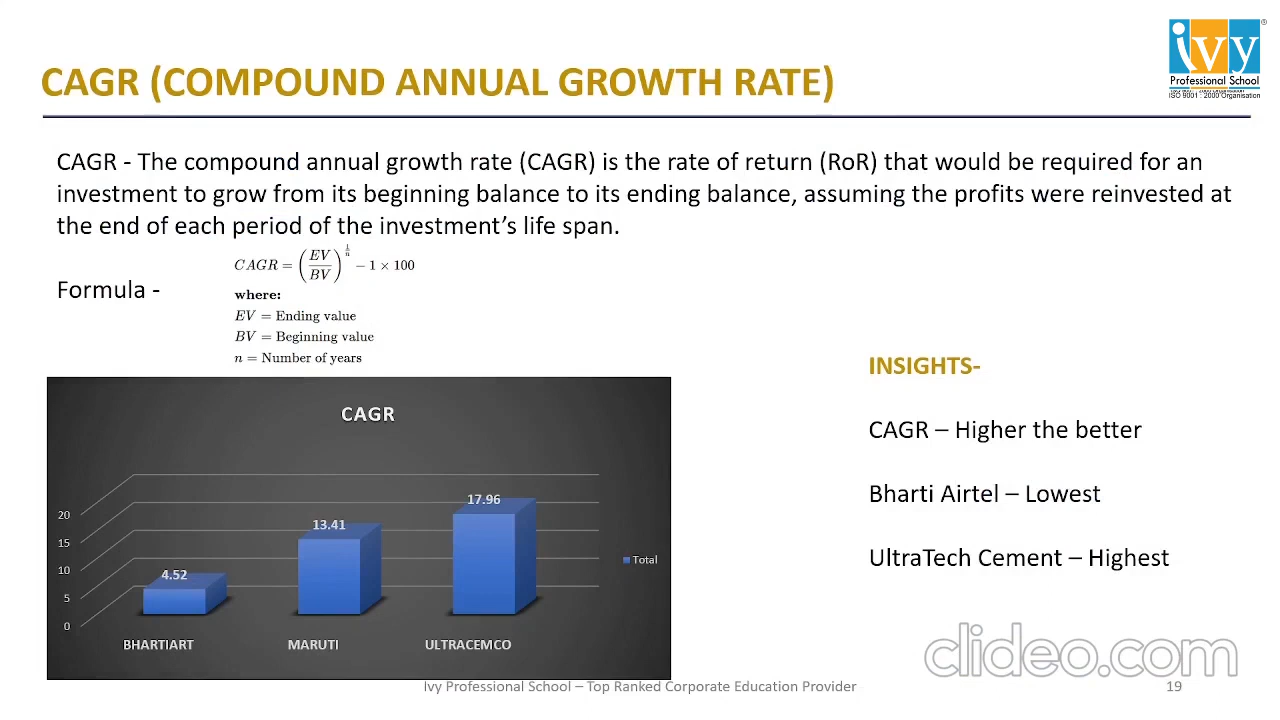 ivy
®
Professional School
ISO 9001 : 2000 Organisation
CAGR (COMPOUND ANNUAL GROWTH RATE)
CAGR - The compound annual growth rate (CAGR) is the rate of return (RoR) that would be required for an
investment to grow from its beginning balance to its ending balance, assuming the profits were reinvested at
the end of each period of the investment's life span.
Formula -
CAGR = (EV/BV)^(1/n) − 1 × 100
where:
EV = Ending value
BV = Beginning value
n = Number of years
CAGR
20
15
10
5
0
4.52
13.41
17.96
BHARTIART
MARUTI
ULTRACEMCO
Total
INSIGHTS-
CAGR – Higher the better
Bharti Airtel – Lowest
UltraTech Cement – Highest
clideo.com
Ivy Professional School – Top Ranked Corporate Education Provider
19